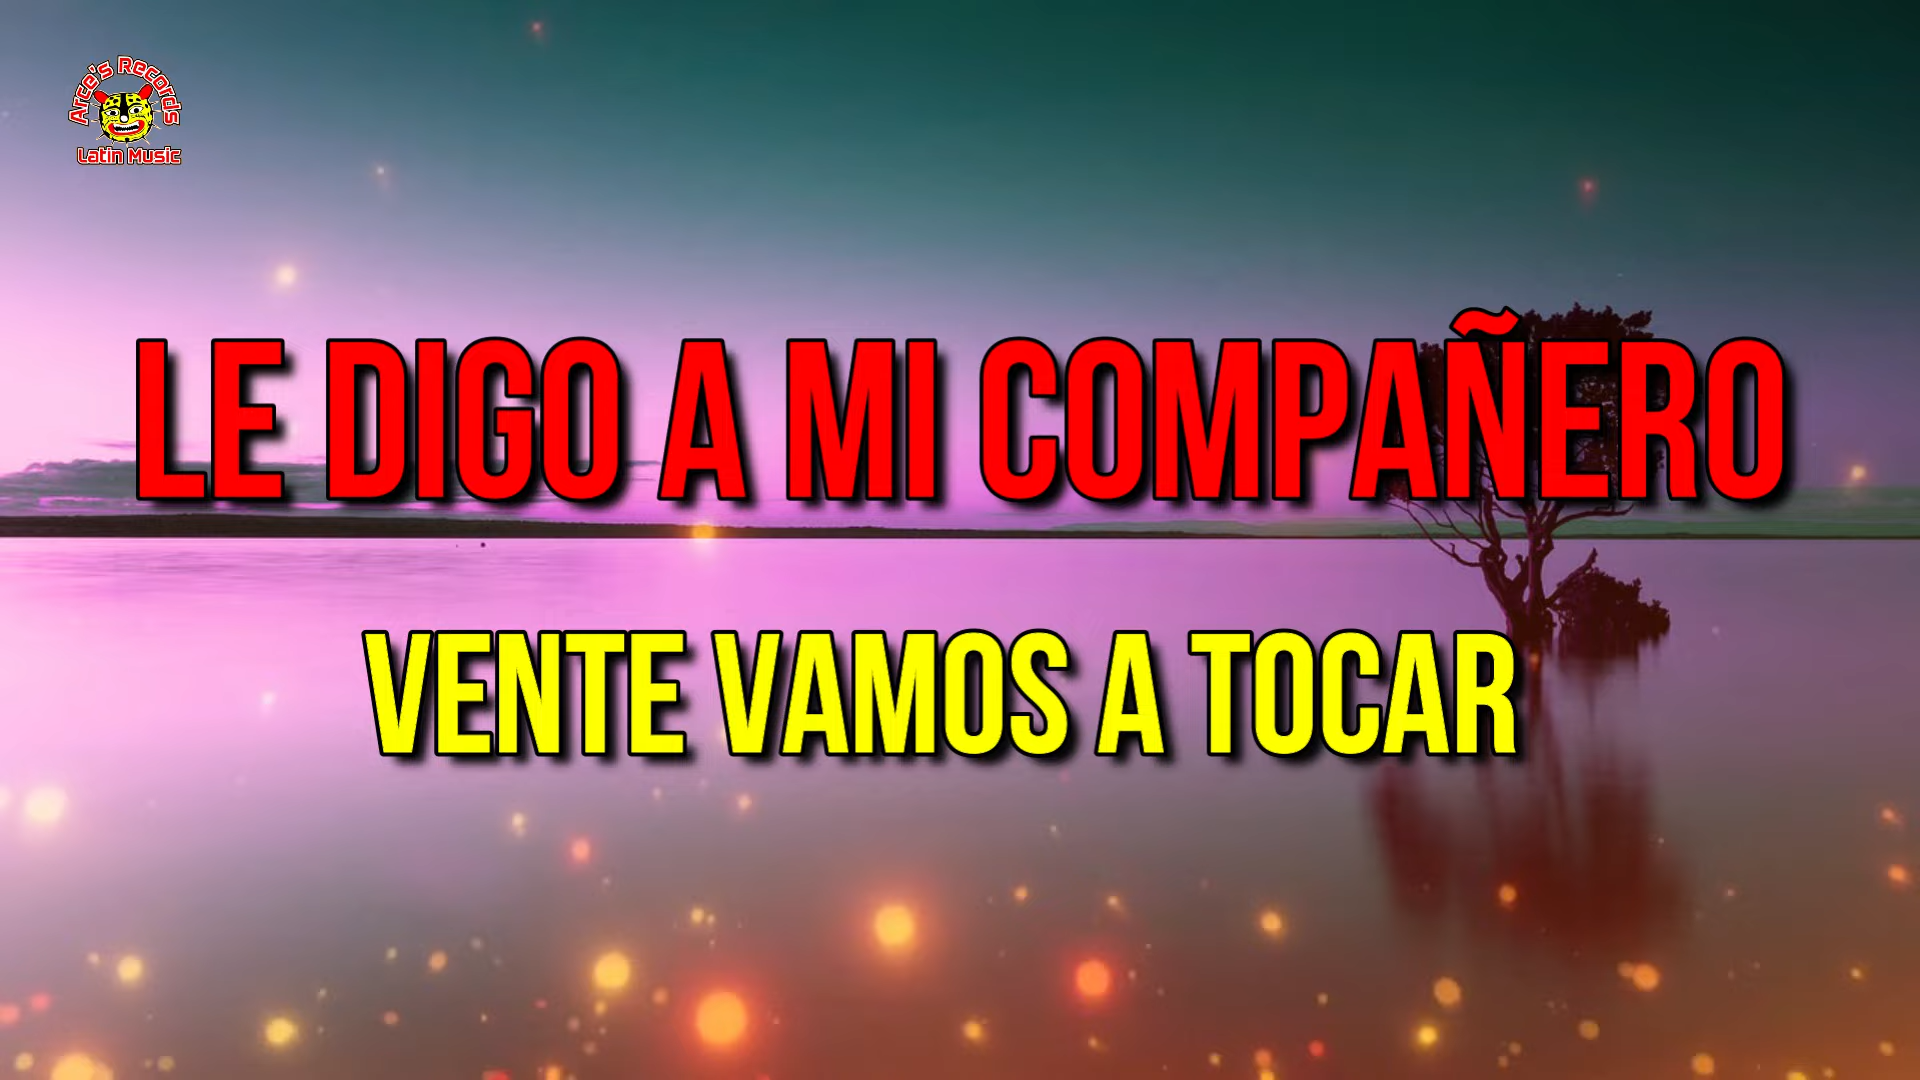 Arce's Records
Latin Music
LE DIGO A MI COMPAÑERO
VENTE VAMOS A TOCAR